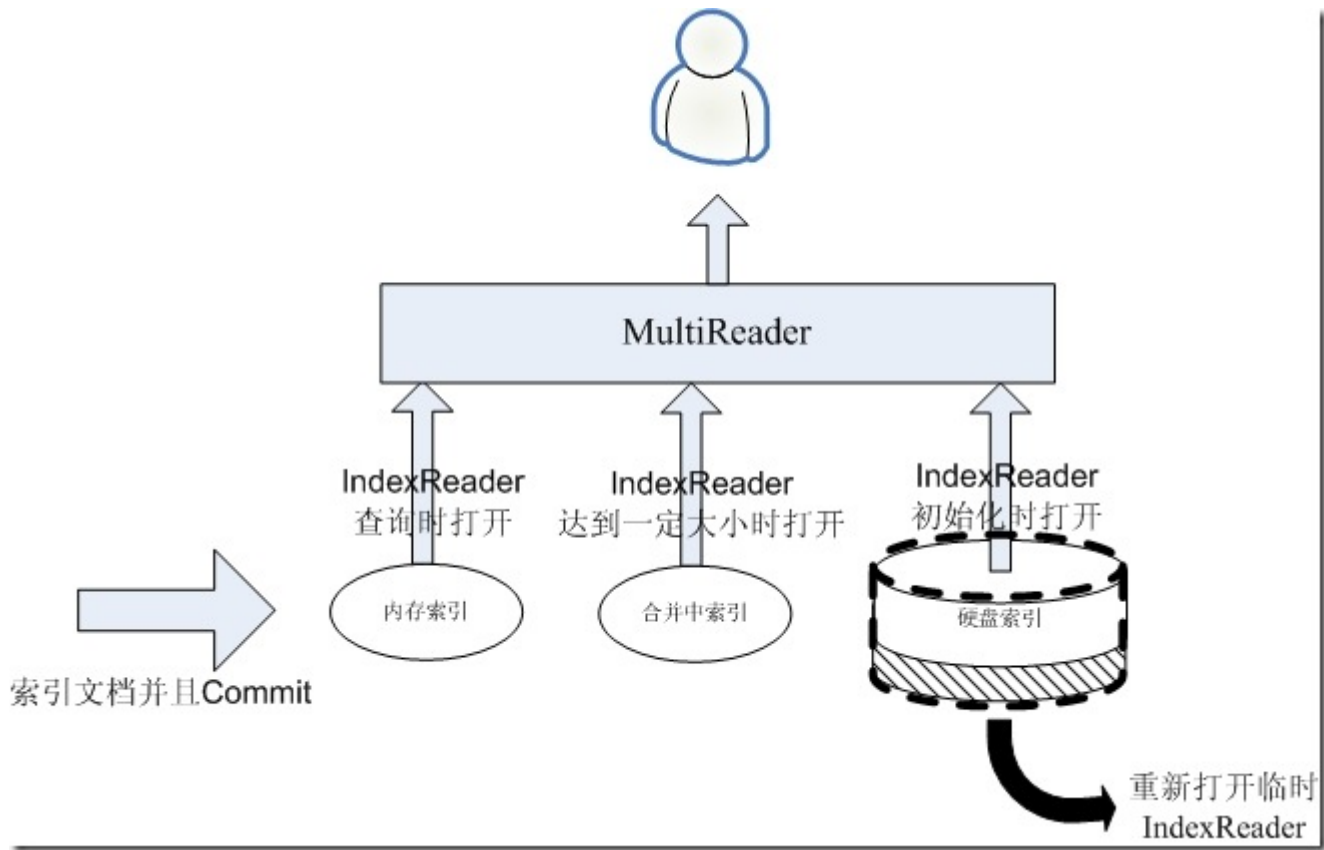 MultiReader
IndexReader
查询时打开
IndexReader
达到一定大小时打开
IndexReader
初始化时打开
内存索引
合并中索引
硬盘索引
索引文档并且Commit
重新打开临时
IndexReader